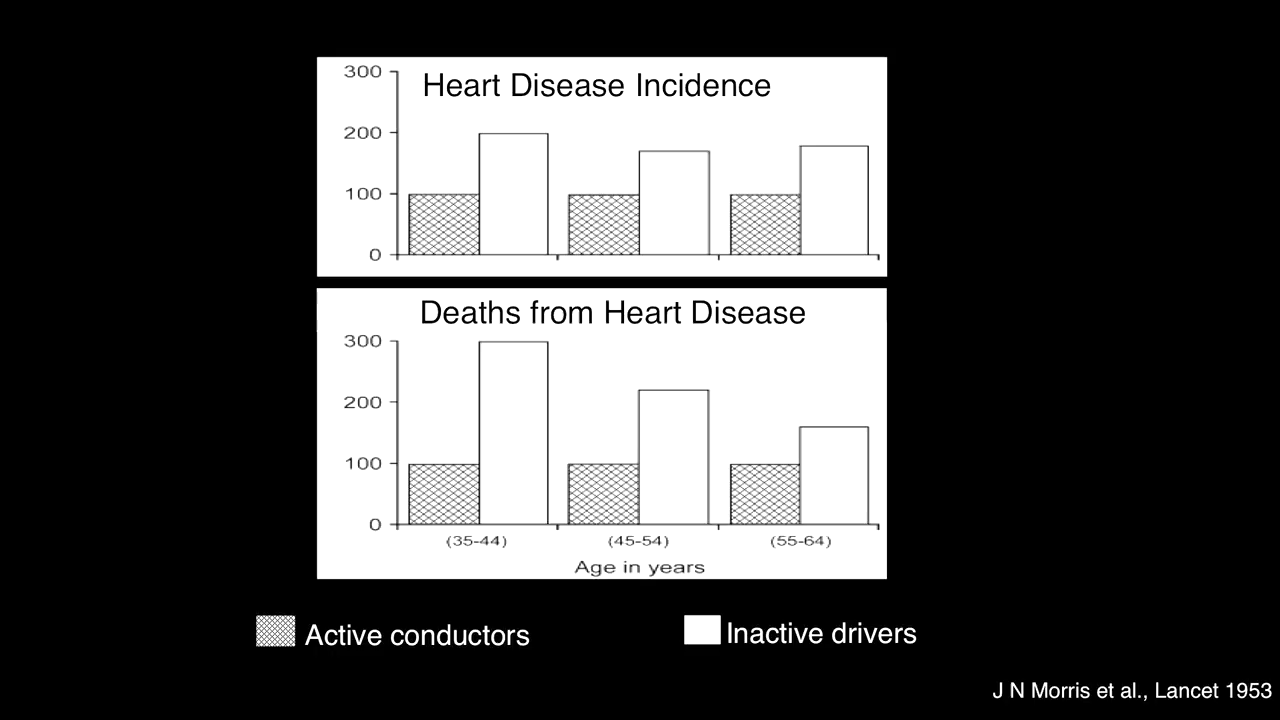 Heart Disease Incidence
300
200
100
0
Deaths from Heart Disease
300
200
100
0
(35-44) (45-54) (55-64)
Age in years
Active conductors Inactive drivers
J N Morris et al., Lancet 1953